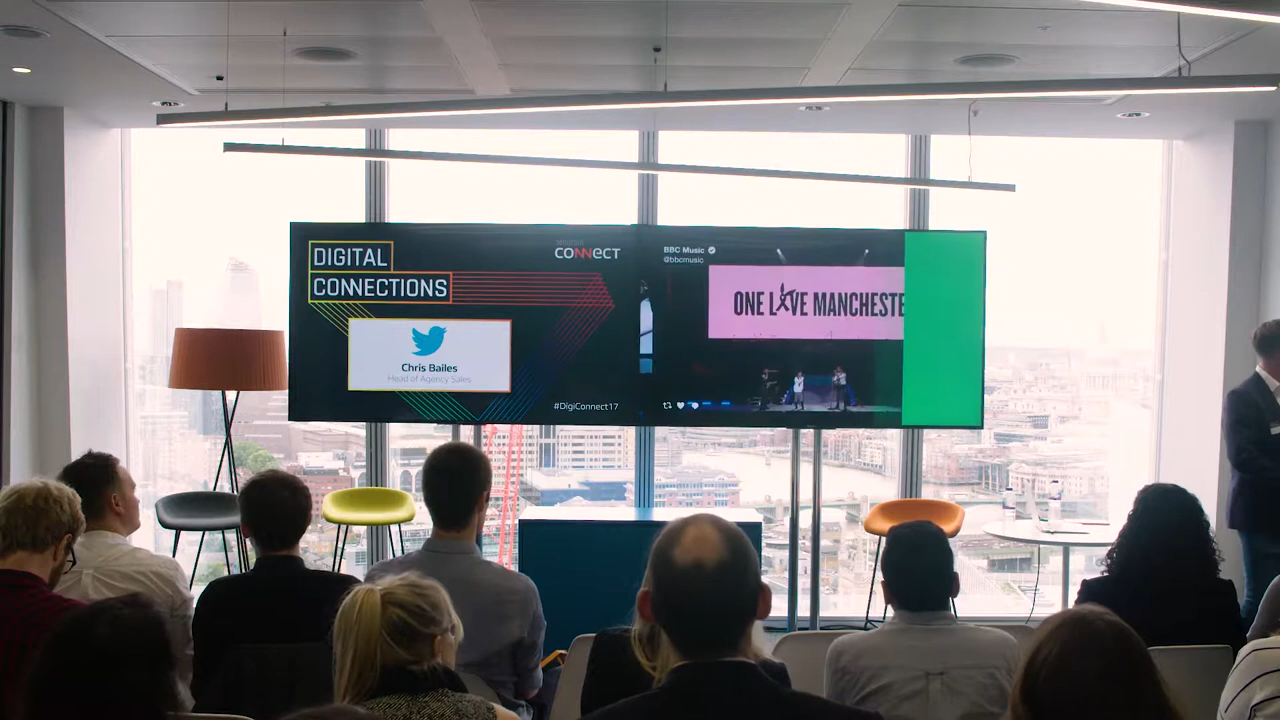 DIGITAL
CONNECTIONS
CONNECT
Chris Bailes
Head of Agency Sales
#DigiConnect17
BBC Music
@bbcmusic
ONE LOVE MANCHESTE